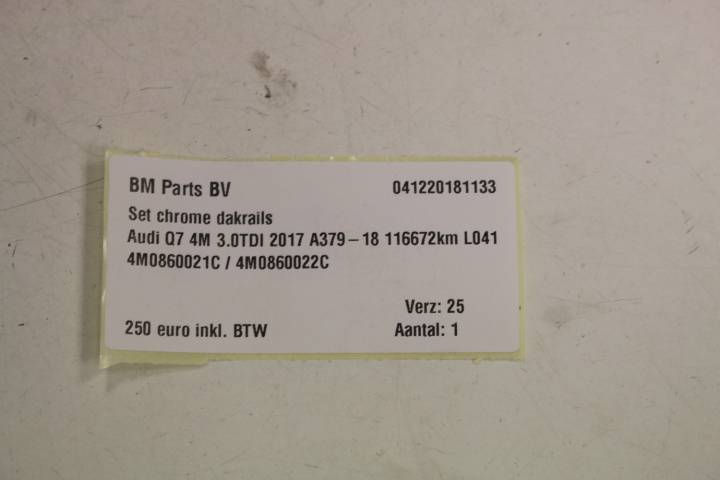 BM Parts BV 041220181133
Set chrome dakrails
Audi Q7 4M 3.0TDI 2017 A379-18 116672km L041
4M0860021C / 4M0860022C
Verz: 25
250 euro inkl. BTW Aantal: 1